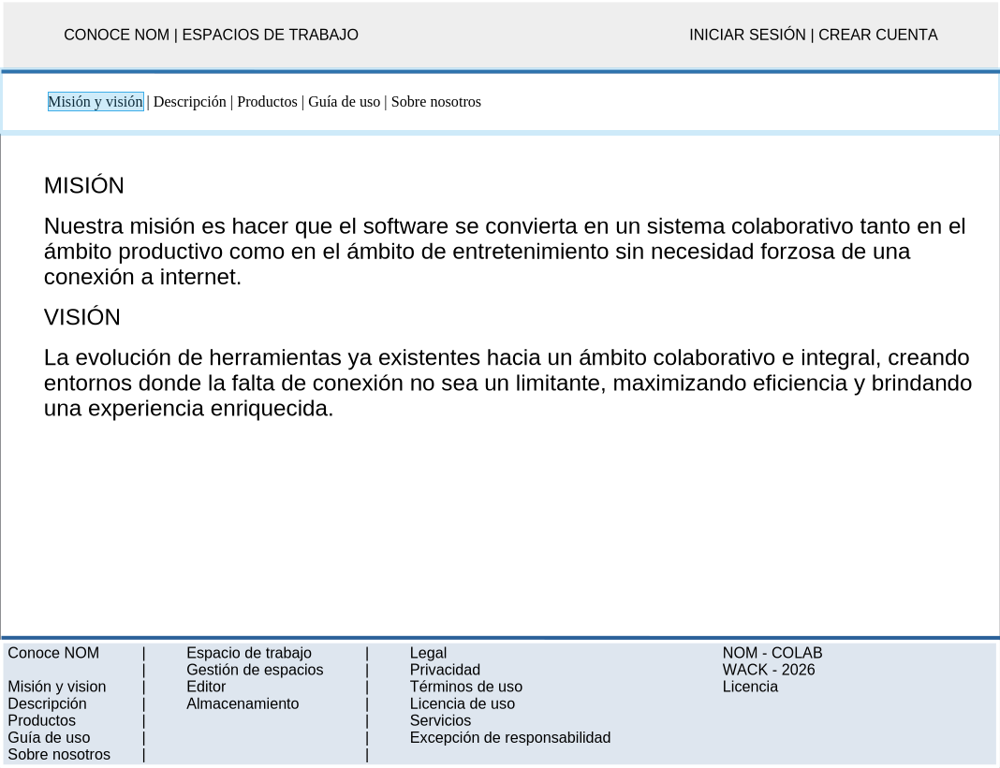 CONOCE NOM | ESPACIOS DE TRABAJO
INICIAR SESIÓN | CREAR CUENTA
Misión y visión | Descripción | Productos | Guía de uso | Sobre nosotros
MISIÓN
Nuestra misión es hacer que el software se convierta en un sistema colaborativo tanto en el
ámbito productivo como en el ámbito de entretenimiento sin necesidad forzosa de una
conexión a internet.
VISIÓN
La evolución de herramientas ya existentes hacia un ámbito colaborativo e integral, creando
entornos donde la falta de conexión no sea un limitante, maximizando eficiencia y brindando
una experiencia enriquecida.
Conoce NOM | Espacio de trabajo | Legal NOM - COLAB
| Gestión de espacios | Privacidad WACK - 2026
Misión y vision | Editor | Términos de uso Licencia
Descripción | Almacenamiento | Licencia de uso
Productos | | Servicios
Guía de uso | | Excepción de responsabilidad
Sobre nosotros | |